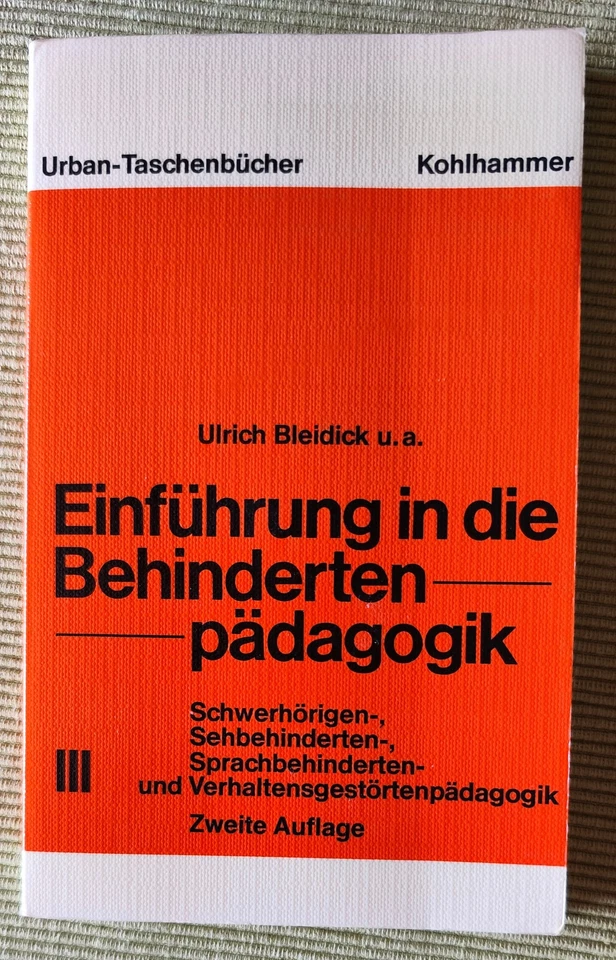 Urban-Taschenbücher Kohlhammer
Ulrich Bleidick u.a.
Einführung in die
Behinderten—
—pädagogik
Schwerhörigen-,
Sehbehinderten-,
Sprachbehinderten-
III und Verhaltensgestörtenpädagogik
Zweite Auflage